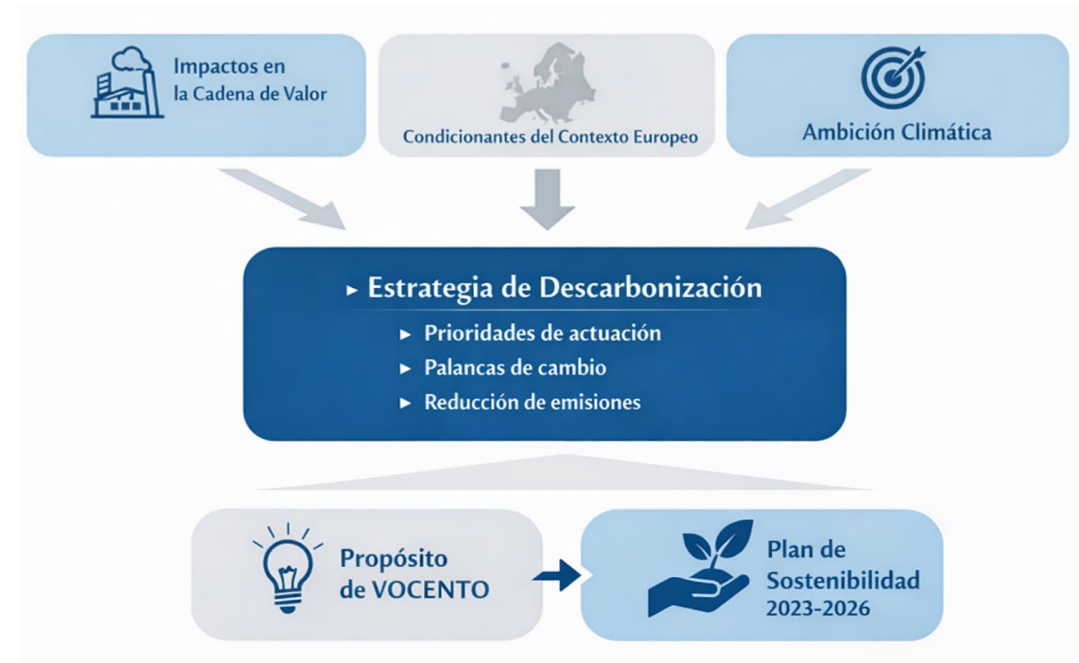 Impactos en
la Cadena de Valor
Condicionantes del Contexto Europeo
Ambición Climática
► Estrategia de Descarbonización
► Prioridades de actuación
► Palancas de cambio
► Reducción de emisiones
Propósito
de VOCENTO
Plan de
Sostenibilidad
2023-2026